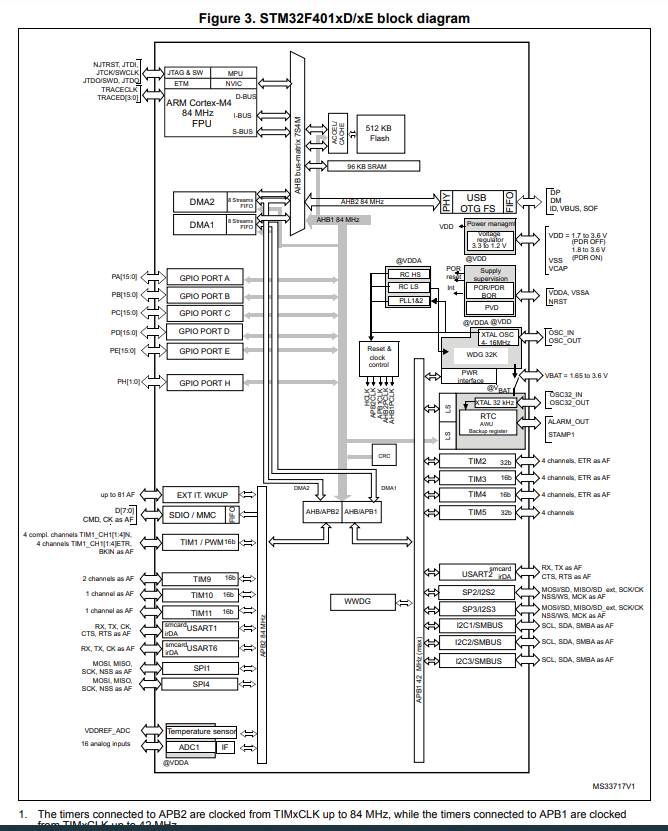 Figure 3. STM32F401xD/xE block diagram
NJTRST, JTDI,
JTCK/SWCLK
JTDO/SWD, JTDO
TRACECLK
TRACED[3:0]
JTAG & SW
MPU
ETM
NVIC
ARM Cortex-M4
84 MHz
FPU
D-BUS
I-BUS
S-BUS
AHB bus-matrix 7S4M
ACCEL/
CACHE
512 KB
Flash
96 KB SRAM
DMA2
8 Streams
FIFO
DMA1
8 Streams
FIFO
AHB2 84 MHz
AHB1 84 MHz
PHY
USB
OTG FS
FIFO
DP
DM
ID, VBUS, SOF
VDD
Power managmt
Voltage
regulator
3.3 to 1.2 V
@VDD
VDD = 1.7 to 3.6 V
(PDR OFF)
1.8 to 3.6 V
(PDR ON)
VSS
VCAP
@VDDA
RC HS
RC LS
PLL1&2
POR
reset
Int
Supply
supervision
POR/PDR
BOR
PVD
VDDA, VSSA
NRST
@VDDA @VDD
XTAL OSC
4- 16MHz
WDG 32K
OSC_IN
OSC_OUT
PWR
interface
VBAT = 1.65 to 3.6 V
@VBAT
LS
LS
XTAL 32 kHz
RTC
AWU
Backup register
OSC32_IN
OSC32_OUT
ALARM_OUT
STAMP1
PA[15:0]
GPIO PORT A
PB[15:0]
GPIO PORT B
PC[15:0]
GPIO PORT C
PD[15:0]
GPIO PORT D
PE[15:0]
GPIO PORT E
PH[1:0]
GPIO PORT H
Reset &
clock
control
HCLK
APB2CLK
AHB2PCLK
AHB1PCLK
CRC
DMA2
DMA1
AHB/APB2
AHB/APB1
TIM2
32b
4 channels, ETR as AF
TIM3
16b
4 channels, ETR as AF
TIM4
16b
4 channels, ETR as AF
TIM5
32b
4 channels
up to 81 AF
EXT IT. WKUP
D[7:0]
CMD, CK as AF
SDIO / MMC
FIFO
4 compl. channels TIM1_CH1[1:4]N,
4 channels TIM1_CH1[1:4]ETR,
BKIN as AF
TIM1 / PWM
16b
2 channels as AF
TIM9
16b
1 channel as AF
TIM10
16b
1 channel as AF
TIM11
16b
RX, TX, CK,
CTS, RTS as AF
smcard
irDA
USART1
RX, TX, CK as AF
smcard
irDA
USART6
MOSI, MISO,
SCK, NSS as AF
SPI1
MOSI, MISO,
SCK, NSS as AF
SPI4
VDDREF_ADC
Temperature sensor
16 analog inputs
ADC1
IF
@VDDA
APB2 84 MHz
WWDG
APB1 42 MHz (max)
USART2
smcard
irDA
RX, TX as AF
CTS, RTS as AF
SP2/I2S2
MOSI/SD, MISO/SD_ext, SCK/CK
NSS/WS, MCK as AF
SP3/I2S3
MOSI/SD, MISO/SD_ext, SCK/CK
NSS/WS, MCK as AF
I2C1/SMBUS
SCL, SDA, SMBA as AF
I2C2/SMBUS
SCL, SDA, SMBA as AF
I2C3/SMBUS
SCL, SDA, SMBA as AF
MS33717V1
1. The timers connected to APB2 are clocked from TIMxCLK up to 84 MHz, while the timers connected to APB1 are clocked
from TIMxCLK up to 42 MHz.